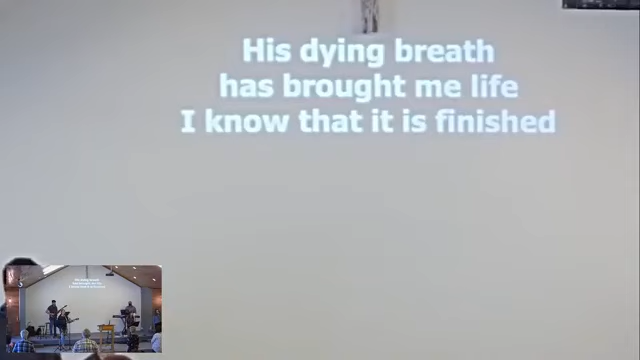 His dying breath
has brought me life
I know that it is finished